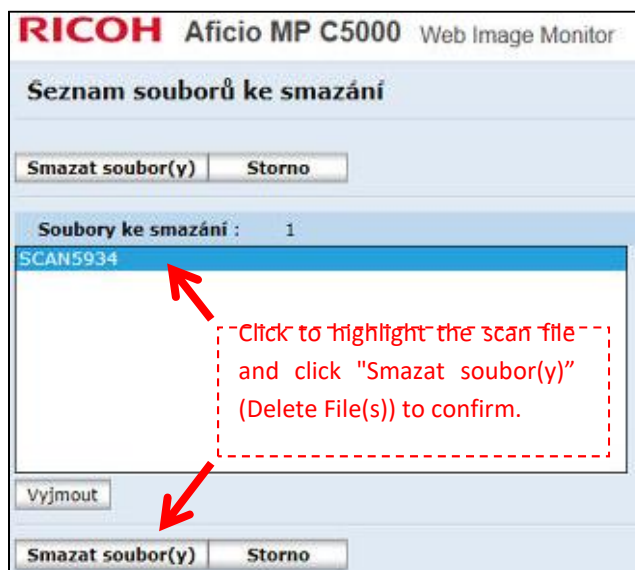 RICOH Aficio MP C5000 Web Image Monitor
Seznam souborů ke smazání
Smazat soubor(y) Storno
Soubory ke smazání : 1
SCAN5934
Click to highlight the scan file
and click "Smazat soubor(y)”
(Delete File(s)) to confirm.
Vyjmout
Smazat soubor(y) Storno